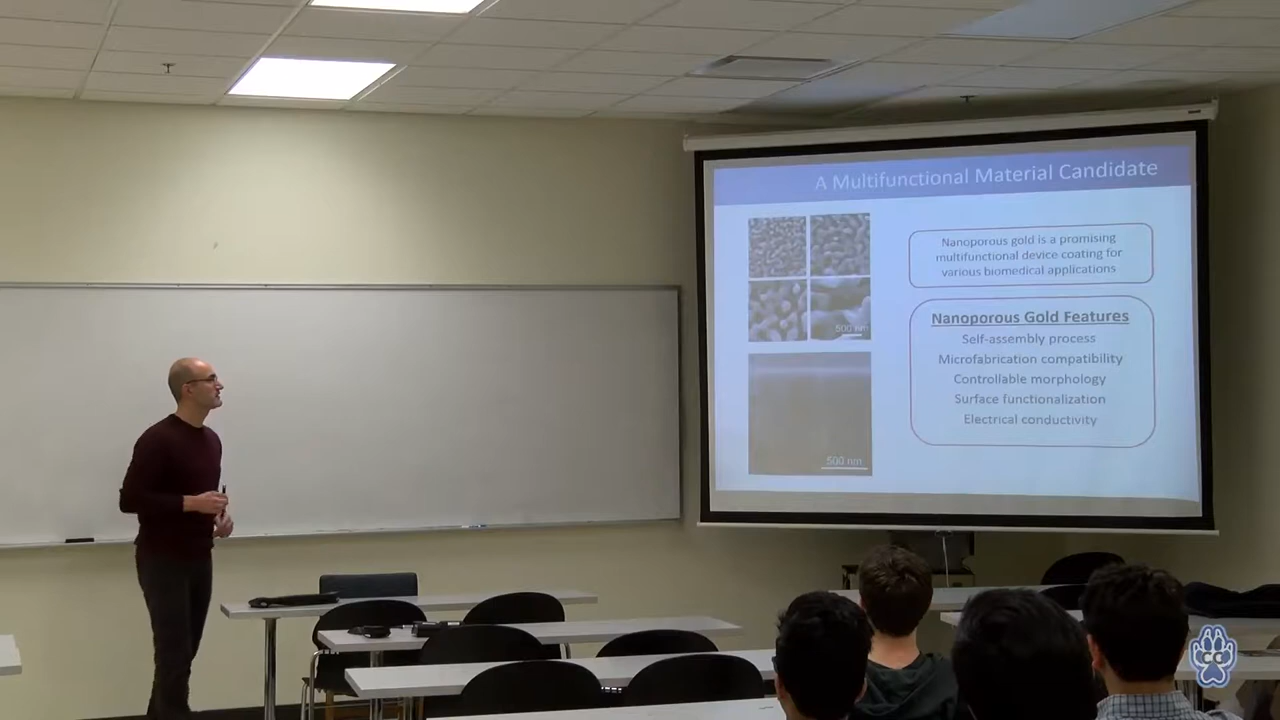 A Multifunctional Material Candidate
Nanoporous gold is a promising
multifunctional device coating for
various biomedical applications
Nanoporous Gold Features
Self-assembly process
Microfabrication compatibility
Controllable morphology
Surface functionalization
Electrical conductivity
500 nm
500 nm
CC